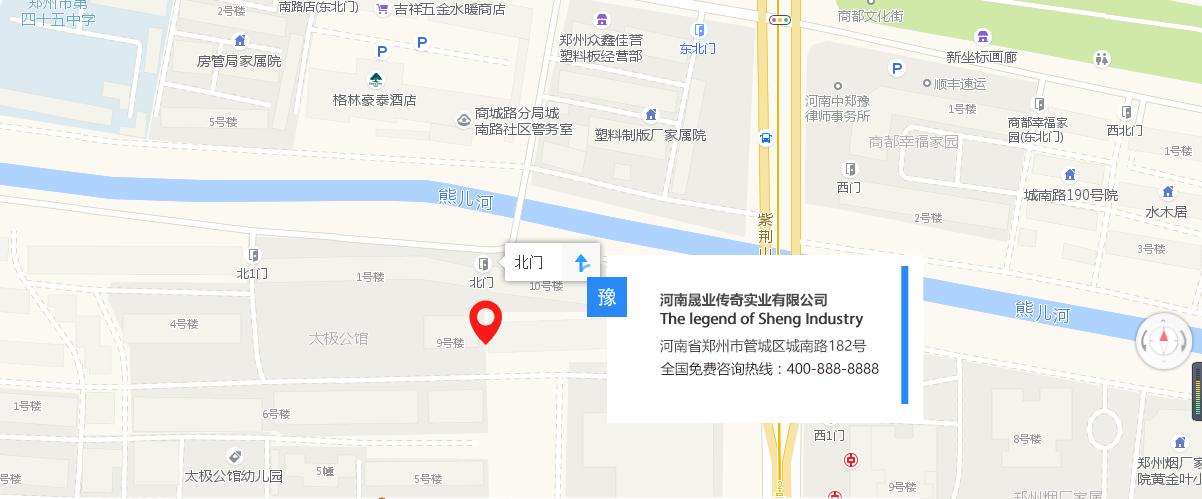 郑州市第
四十五中学
2号楼
南路店(东北门)
吉祥五金水暖商店
郑州众鑫佳营
塑料板经营部
东北门
商都文化街
新坐标画廊
房管局家属院
P
P
P
格林豪泰酒店
5号楼
商城路分局城
南路社区警务室
塑料制版厂家属院
顺丰速运
河南中郑豫
律师事务所
1号楼
商都幸福家
园(东北门)
西北门
商都幸福家园
1号楼
西门
城南路190号院
水木居
2号楼
3号楼
熊儿河
紫荆
北1门
1号楼
北门
北门
10号楼
豫
河南晟业传奇实业有限公司
The legend of Sheng Industry
河南省郑州市管城区城南路182号
全国免费咨询热线：400-888-8888
熊儿河
4号楼
太极公馆
9号楼
1号楼
6号楼
西1门
8号楼
太极公馆幼儿园
5幢
5号楼
号楼
9号楼
郑州烟厂家属
郑州烟厂家
院黄金叶小